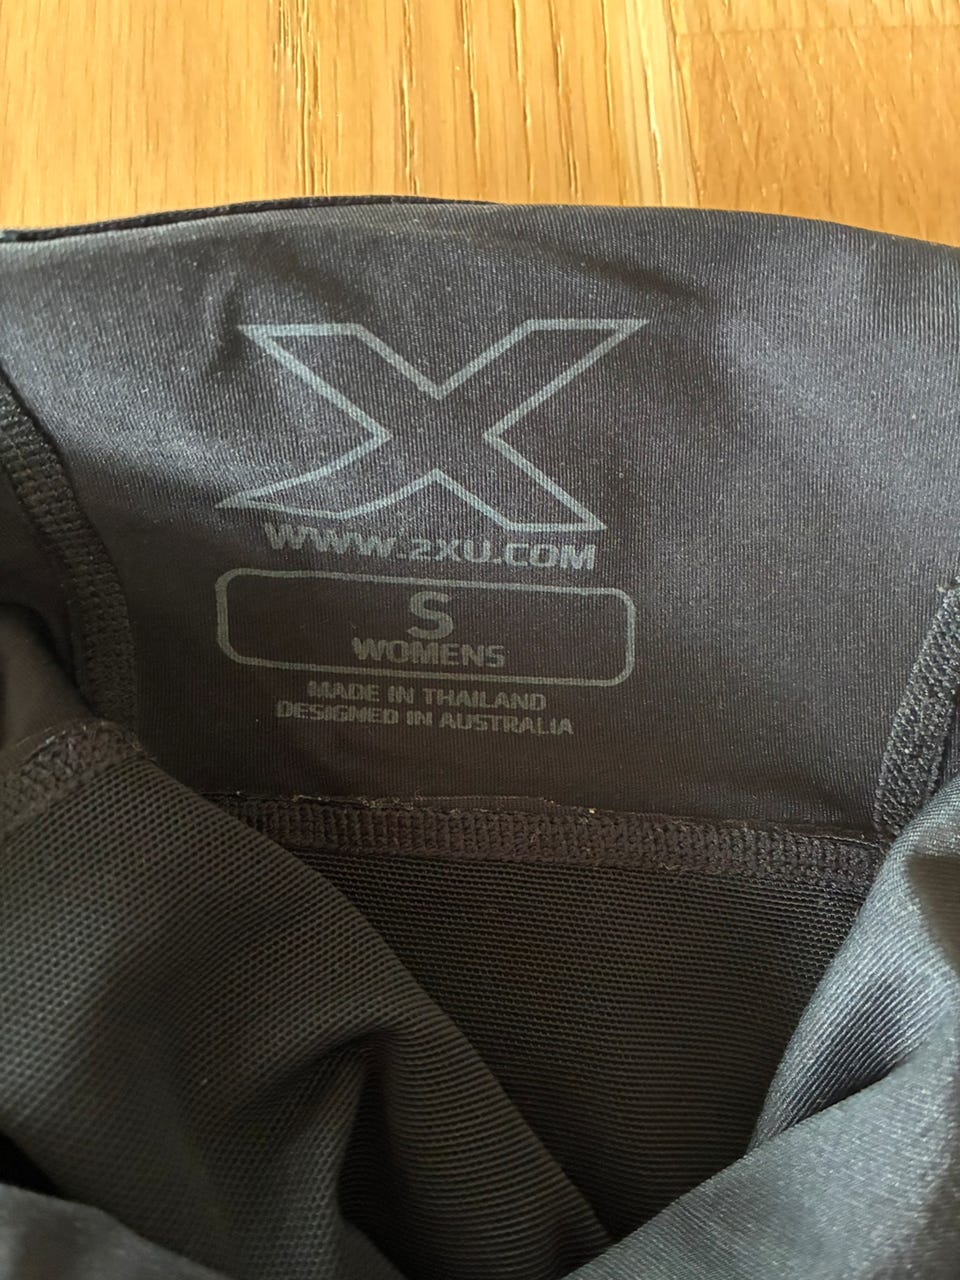 X
WWW.2XU.COM
S
WOMENS
MADE IN THAILAND
DESIGNED IN AUSTRALIA